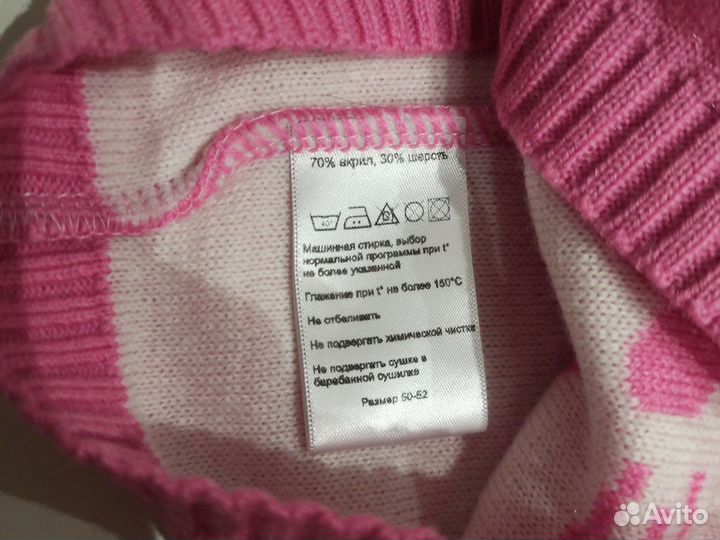 70% акрил, 30% шерсть
40°
Машинная стирка, выбор
нормальной программы при t°
не более указанной
Глажение при t° не более 150°C
Не отбеливать
Не подвергать химической чистке
Не подвергать сушке в
барабанной сушилке
Размер 50-52
Avito